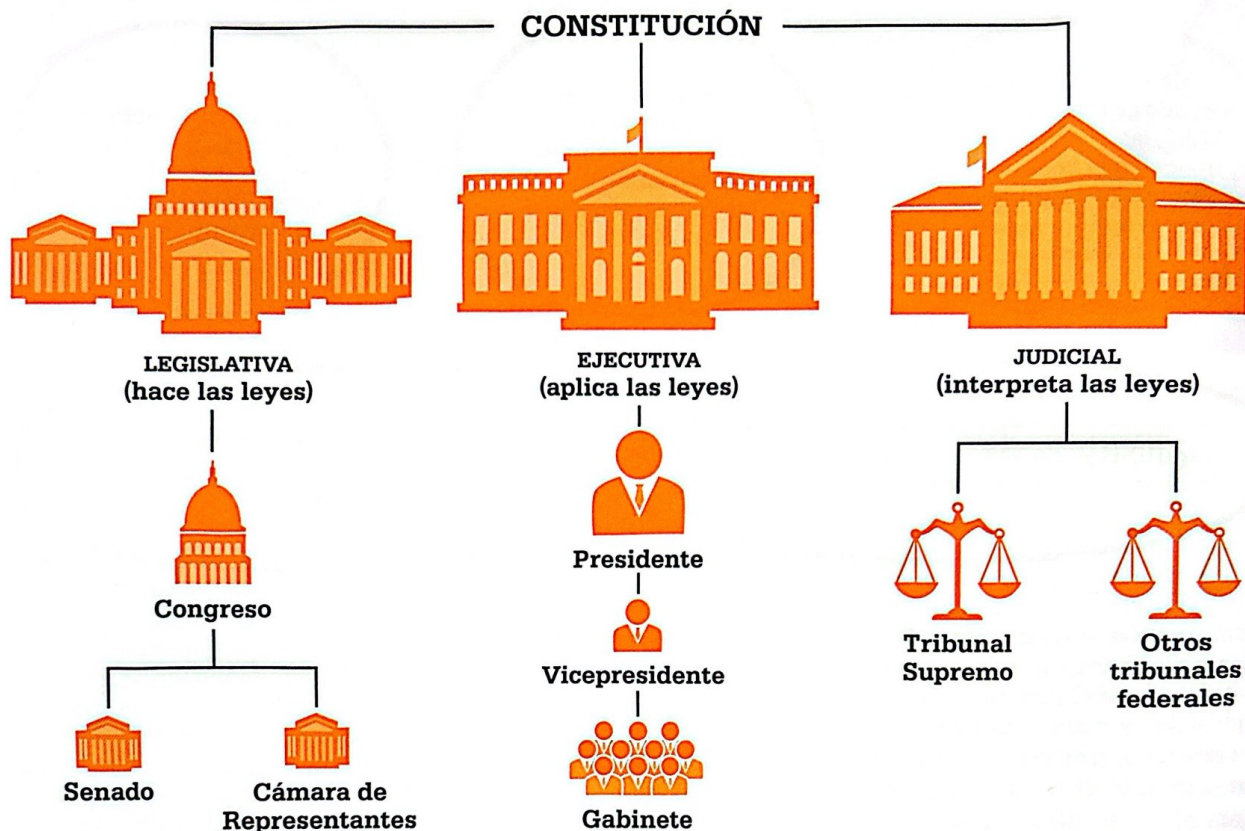 CONSTITUCIÓN
LEGISLATIVA
(hace las leyes)
EJECUTIVA
(aplica las leyes)
JUDICIAL
(interpreta las leyes)
Congreso
Senado
Cámara de
Representantes
Presidente
Vicepresidente
Gabinete
Tribunal
Supremo
Otros
tribunales
federales